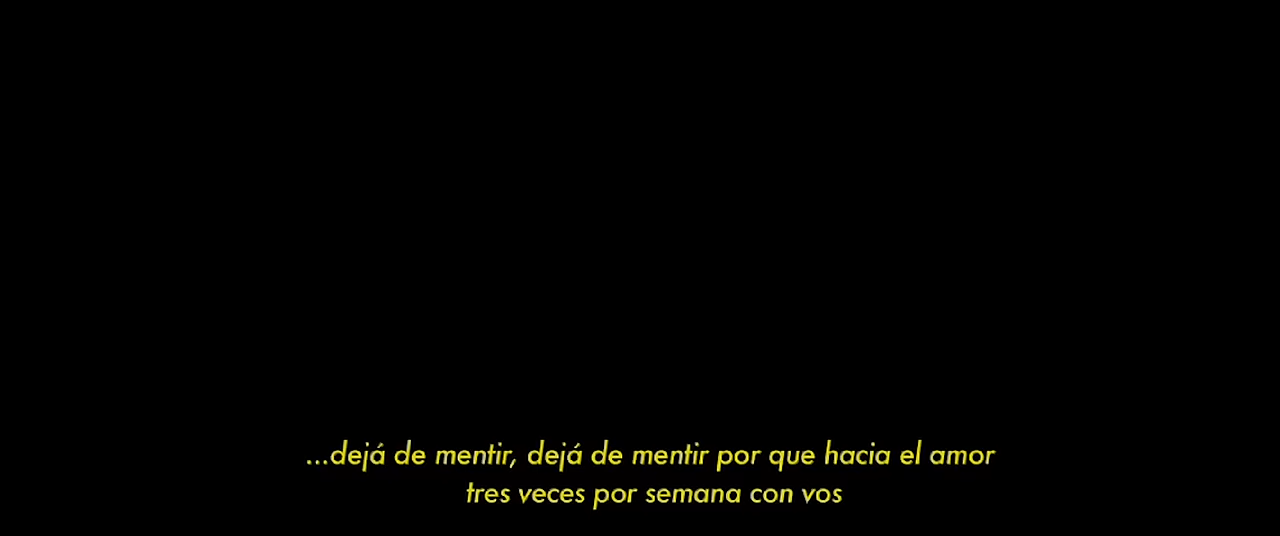 ...dejá de mentir, dejá de mentir por que hacia el amor
tres veces por semana con vos